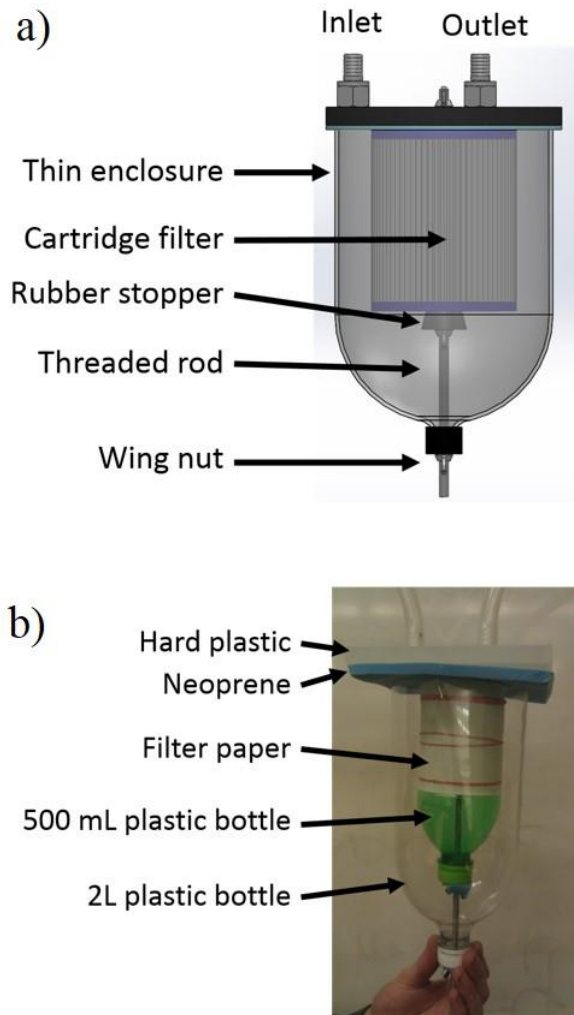 a)
Inlet
Outlet
Thin enclosure
Cartridge filter
Rubber stopper
Threaded rod
Wing nut
b)
Hard plastic
Neoprene
Filter paper
500 mL plastic bottle
2L plastic bottle